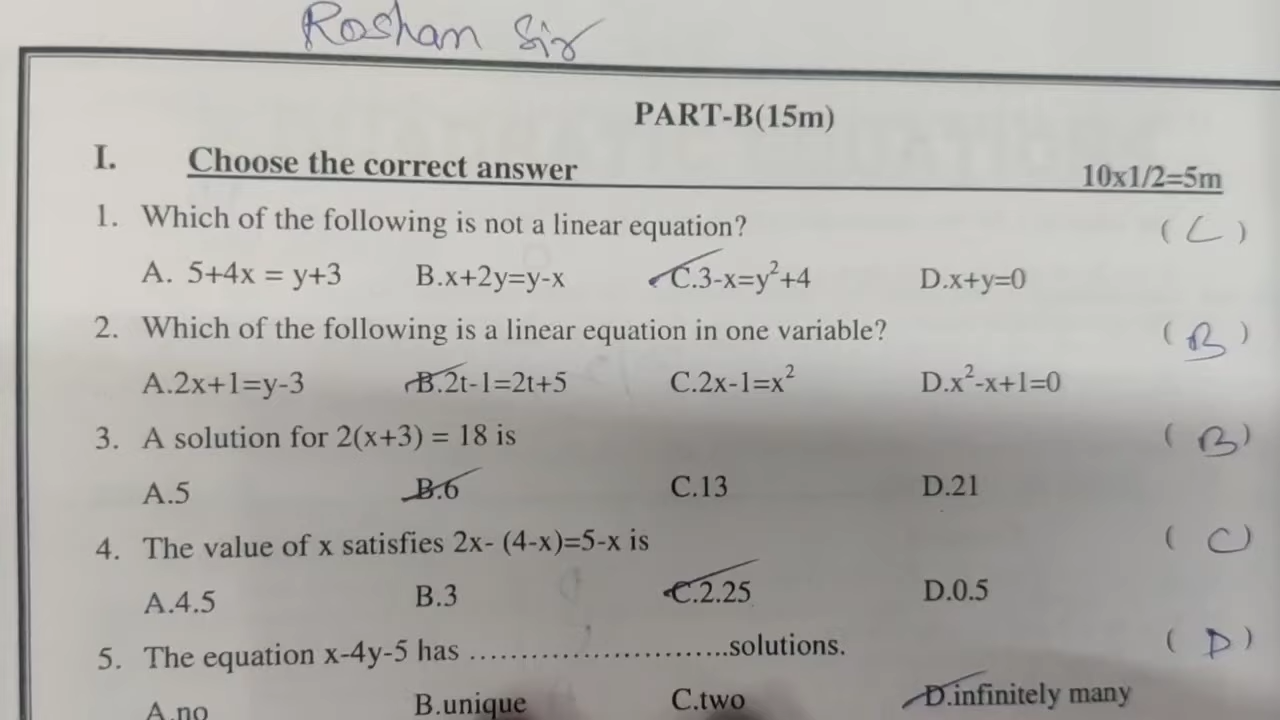 Roshan Sir
PART-B(15m)
I. Choose the correct answer 10x1/2=5m
1. Which of the following is not a linear equation? ( C )
A. 5+4x = y+3 B.x+2y=y-x C.3-x=y²+4 D.x+y=0
2. Which of the following is a linear equation in one variable? ( B )
A.2x+1=y-3 B.2t-1=2t+5 C.2x-1=x² D.x²-x+1=0
3. A solution for 2(x+3) = 18 is ( B )
A.5 B.6 C.13 D.21
4. The value of x satisfies 2x- (4-x)=5-x is ( C )
A.4.5 B.3 C.2.25 D.0.5
5. The equation x-4y-5 has ............................solutions. ( D )
A.no B.unique C.two D.infinitely many